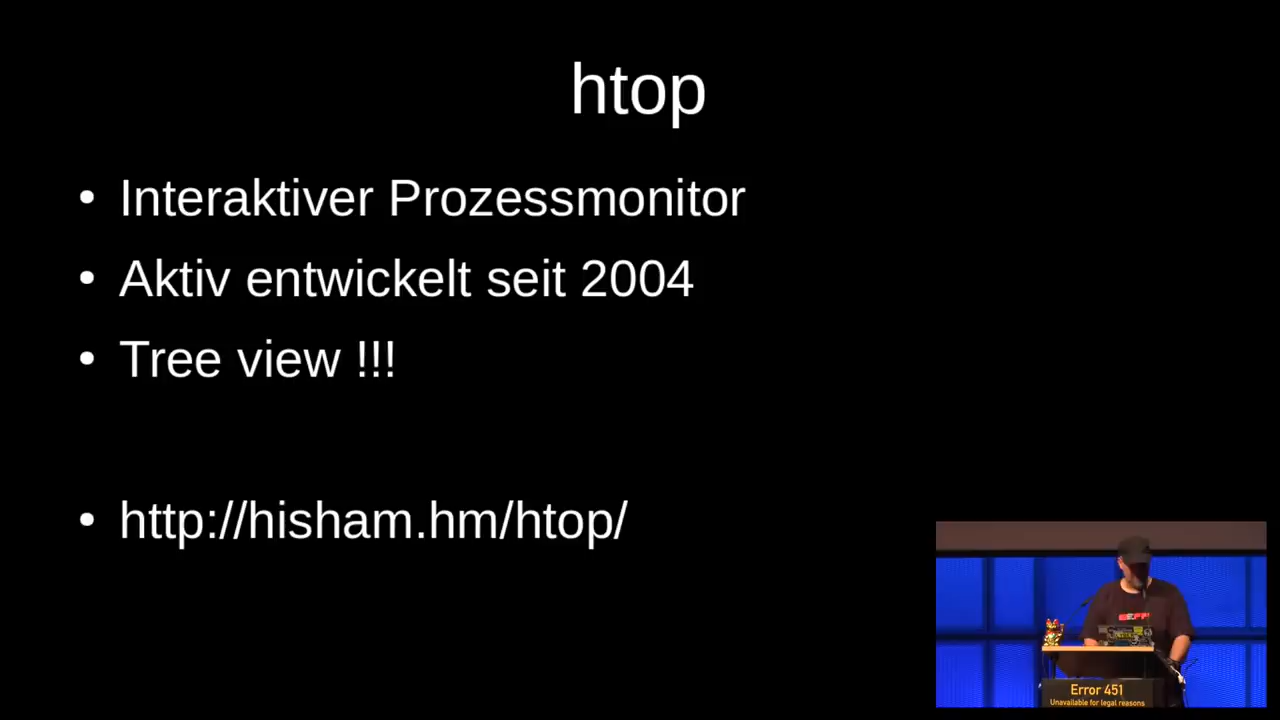 htop
• Interaktiver Prozessmonitor
• Aktiv entwickelt seit 2004
• Tree view !!!
• http://hisham.hm/htop/
Error 451
Unavailable for legal reasons